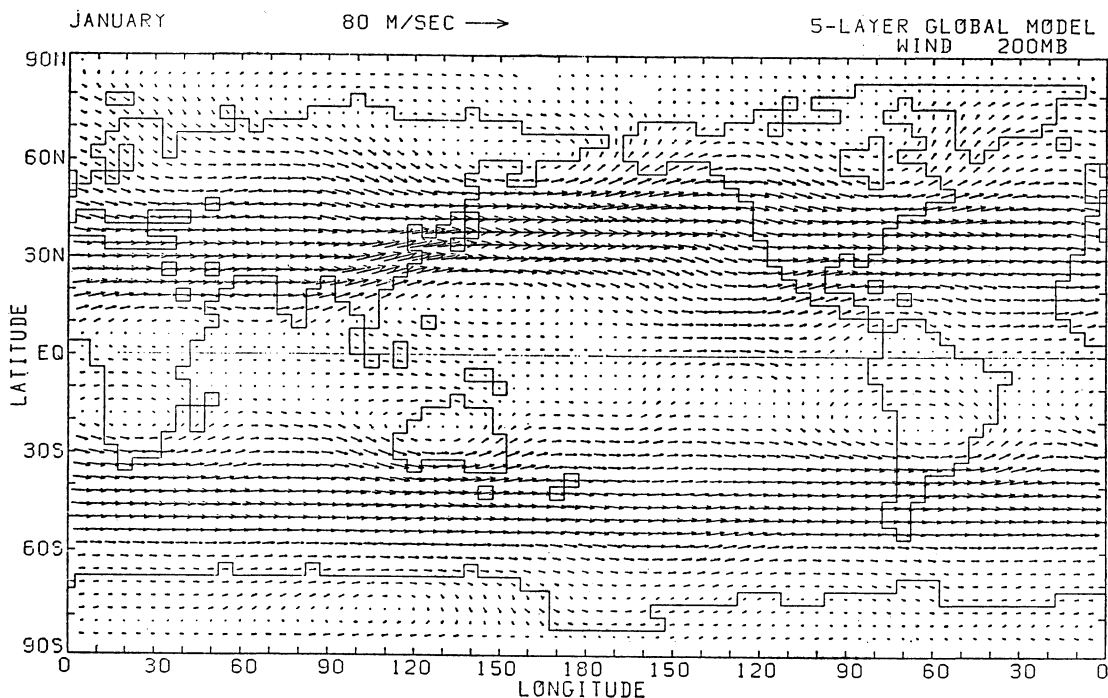 JANUARY 80 M/SEC 5-LAYER GLØBAL MØDEL
WIND 200MB
90N
60N
30N
EQ
30S
60S
90S
LATITUDE
0 30 60 90 120 150 180 150 120 90 60 30 0
LØNGITUDE